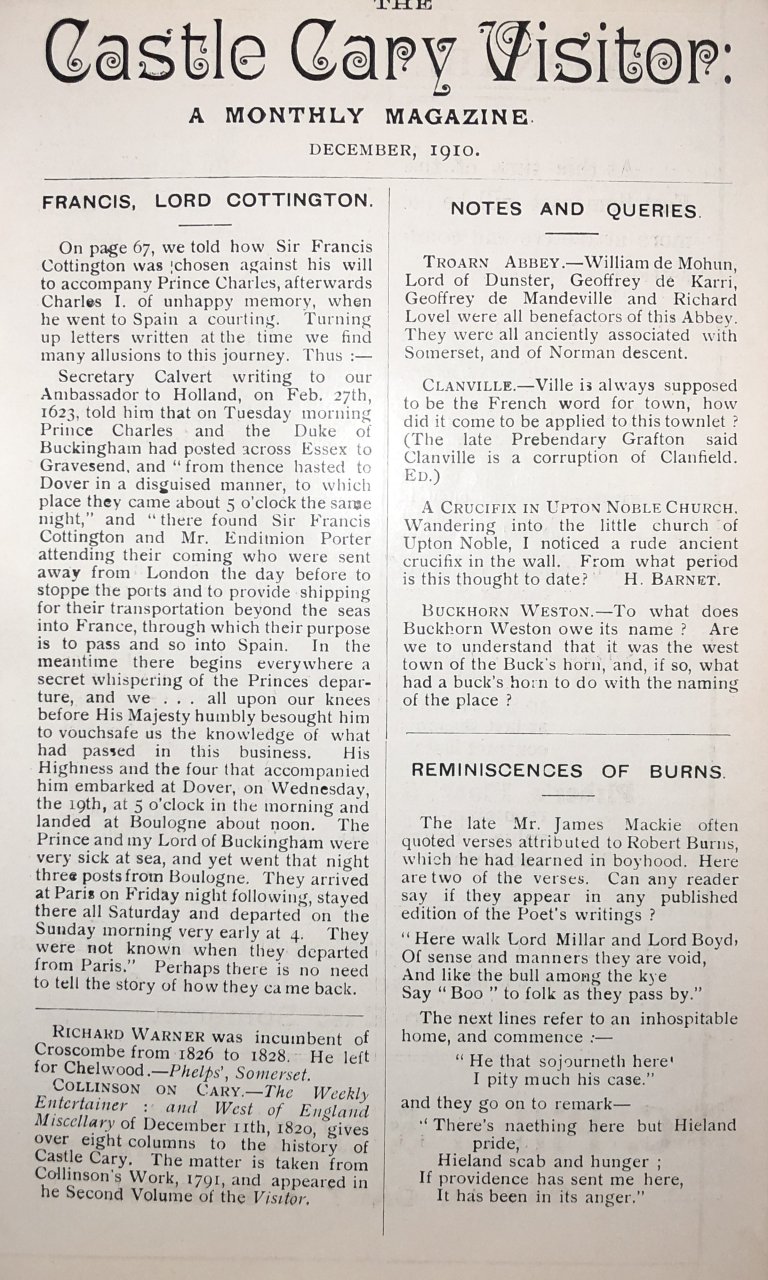 THE
Castle Cary Visitor:
A MONTHLY MAGAZINE.
DECEMBER, 1910.
FRANCIS, LORD COTTINGTON.
On page 67, we told how Sir Francis
Cottington was chosen against his will
to accompany Prince Charles, afterwards
Charles I. of unhappy memory, when
he went to Spain a courting. Turning
up letters written at the time we find
many allusions to this journey. Thus :—
Secretary Calvert writing to our
Ambassador to Holland, on Feb. 27th,
1623, told him that on Tuesday morning
Prince Charles and the Duke of
Buckingham had posted across Essex to
Gravesend, and “from thence hasted to
Dover in a disguised manner, to which
place they came about 5 o'clock the same
night,” and “there found Sir Francis
Cottington and Mr. Endimion Porter
attending their coming who were sent
away from London the day before to
stoppe the ports and to provide shipping
for their transportation beyond the seas
into France, through which their purpose
is to pass and so into Spain. In the
meantime there begins everywhere a
secret whispering of the Princes depar-
ture, and we . . . all upon our knees
before His Majesty humbly besought him
to vouchsafe us the knowledge of what
had passed in this business. His
Highness and the four that accompanied
him embarked at Dover, on Wednesday,
the 19th, at 5 o'clock in the morning and
landed at Boulogne about noon. The
Prince and my Lord of Buckingham were
very sick at sea, and yet went that night
three posts from Boulogne. They arrived
at Paris on Friday night following, stayed
there all Saturday and departed on the
Sunday morning very early at 4. They
were not known when they departed
from Paris.” Perhaps there is no need
to tell the story of how they came back.
RICHARD WARNER was incumbent of
Croscombe from 1826 to 1828. He left
for Chelwood.—Phelps', Somerset.
COLLINSON ON CARY.—The Weekly
Entertainer : and West of England
Miscellary of December 11th, 1820, gives
over eight columns to the history of
Castle Cary. The matter is taken from
Collinson's Work, 1791, and appeared in
he Second Volume of the Visitor.
NOTES AND QUERIES.
TROARN ABBEY.—William de Mohun,
Lord of Dunster, Geoffrey de Karri,
Geoffrey de Mandeville and Richard
Lovel were all benefactors of this Abbey.
They were all anciently associated with
Somerset, and of Norman descent.
CLANVILLE.—Ville is always supposed
to be the French word for town, how
did it come to be applied to this townlet ?
(The late Prebendary Grafton said
Clanville is a corruption of Clanfield.
ED.)
A CRUCIFIX IN UPTON NOBLE CHURCH.
Wandering into the little church of
Upton Noble, I noticed a rude ancient
crucifix in the wall. From what period
is this thought to date? H. BARNET.
BUCKHORN WESTON.—To what does
Buckhorn Weston owe its name ? Are
we to understand that it was the west
town of the Buck's horn, and, if so, what
had a buck's horn to do with the naming
of the place ?
REMINISCENCES OF BURNS.
The late Mr. James Mackie often
quoted verses attributed to Robert Burns,
which he had learned in boyhood. Here
are two of the verses. Can any reader
say if they appear in any published
edition of the Poet's writings ?
“Here walk Lord Millar and Lord Boyd,
Of sense and manners they are void,
And like the bull among the kye
Say “Boo” to folk as they pass by.”
The next lines refer to an inhospitable
home, and commence :—
“He that sojourneth here'
I pity much his case.”
and they go on to remark—
“There's naething here but Hieland
pride,
Hieland scab and hunger ;
If providence has sent me here,
It has been in its anger.”